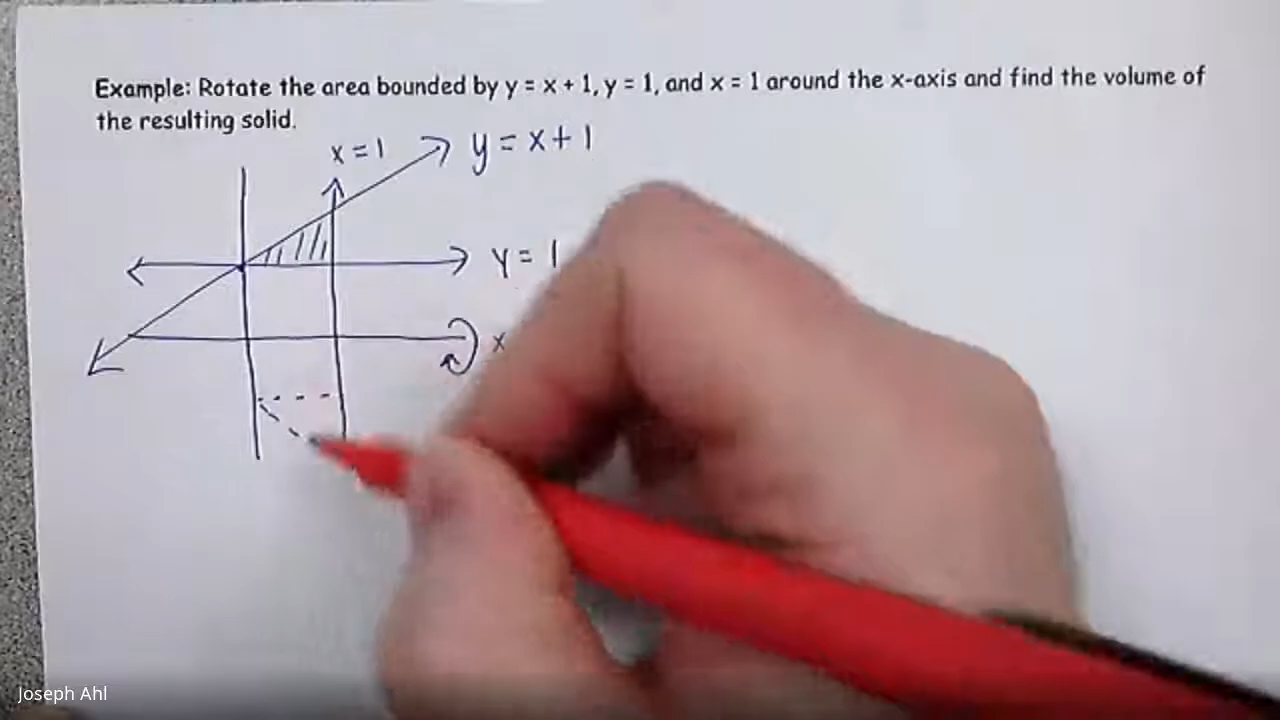 Example: Rotate the area bounded by y = x + 1, y = 1, and x = 1 around the x-axis and find the volume of
the resulting solid.
x = 1
y = x + 1
y = 1
x
Joseph Ahl